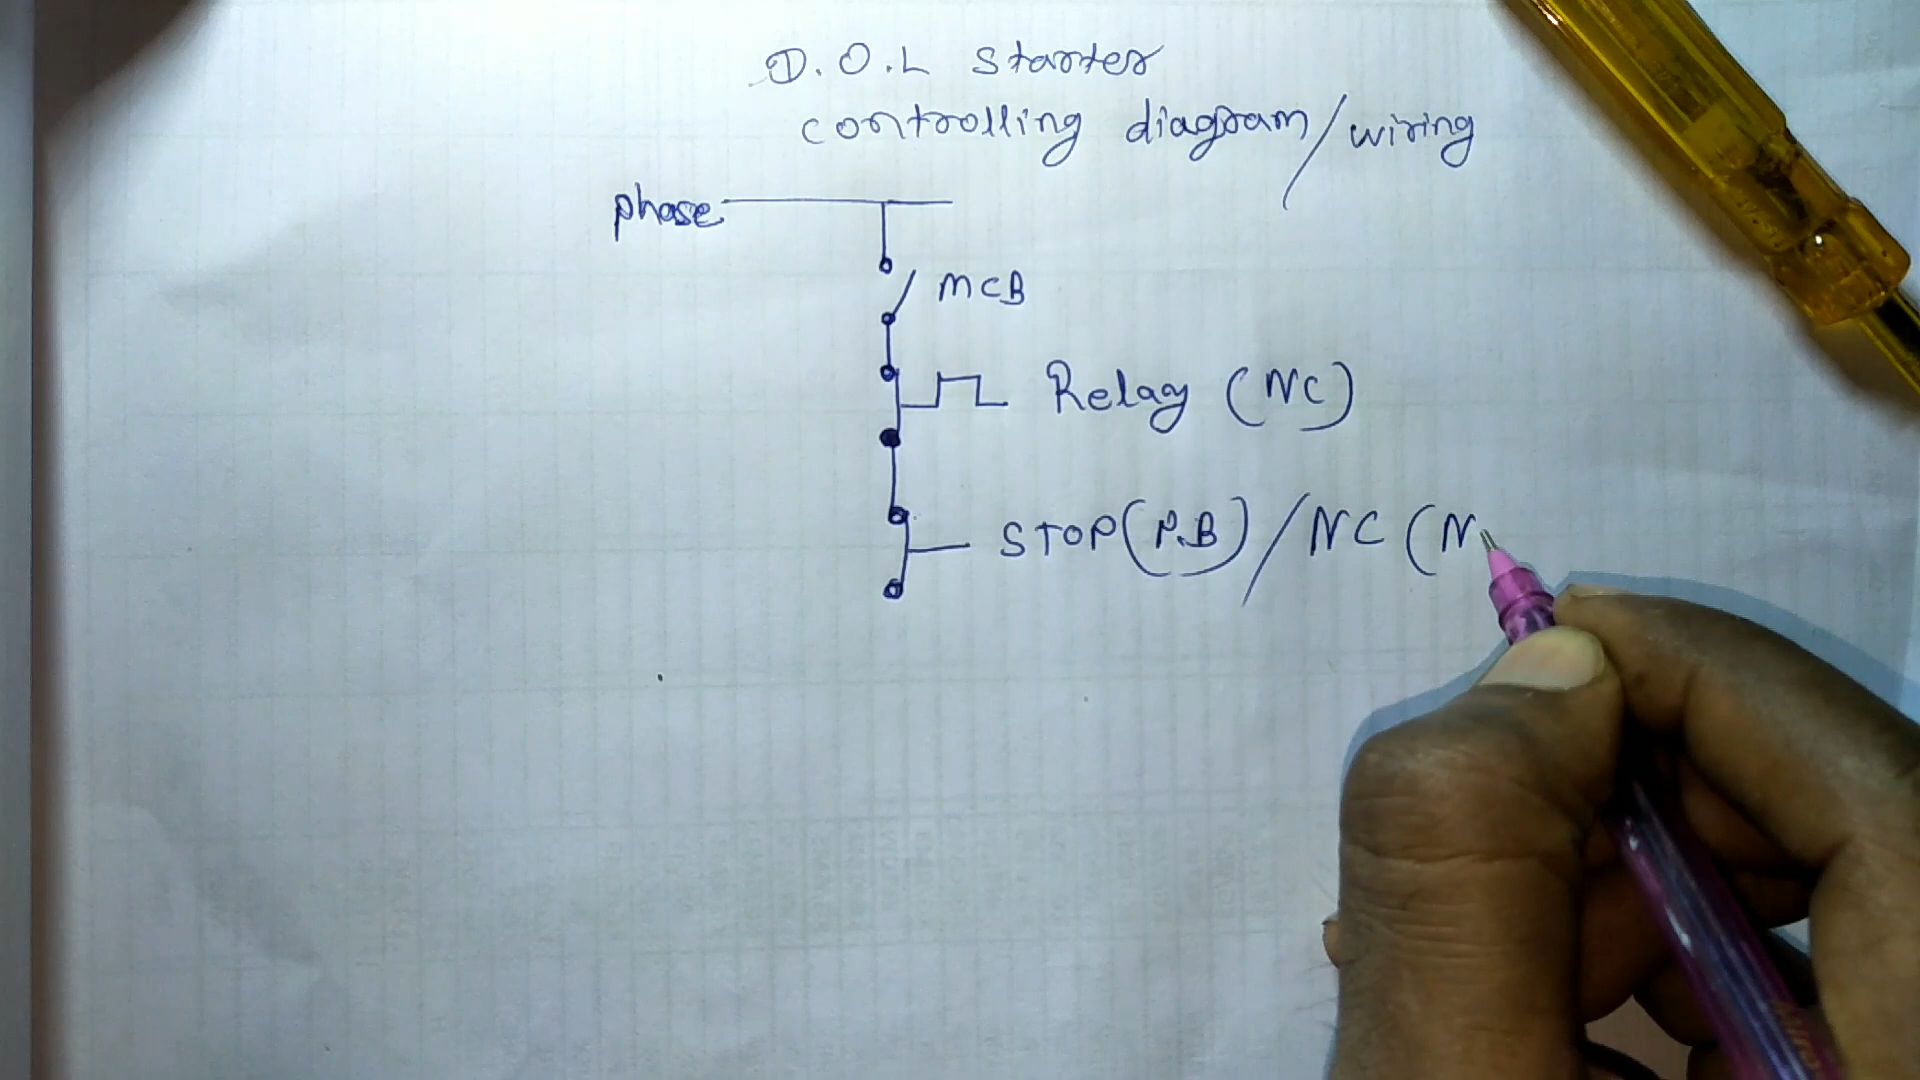 D.O.L Starter
controlling diagram/wiring
phase
MCB
Relay (NC)
STOP(P.B)/NC (N